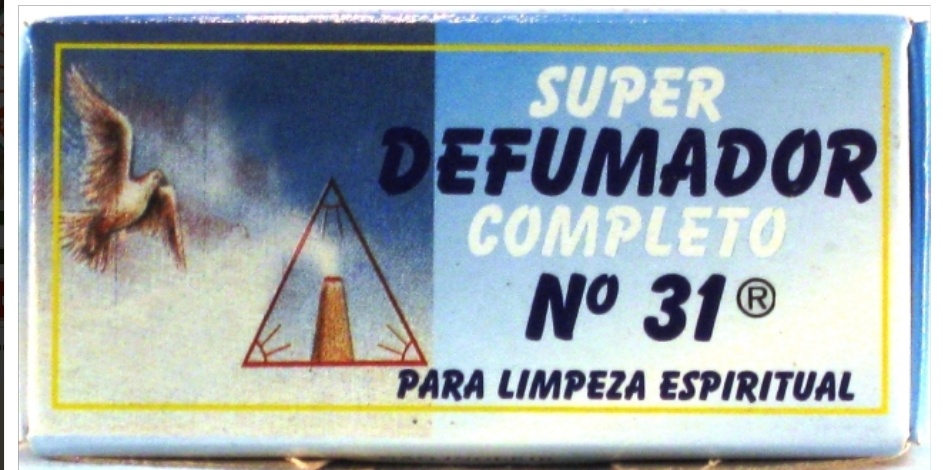 SUPER
DEFUMADOR
COMPLETO
Nº 31®
PARA LIMPEZA ESPIRITUAL